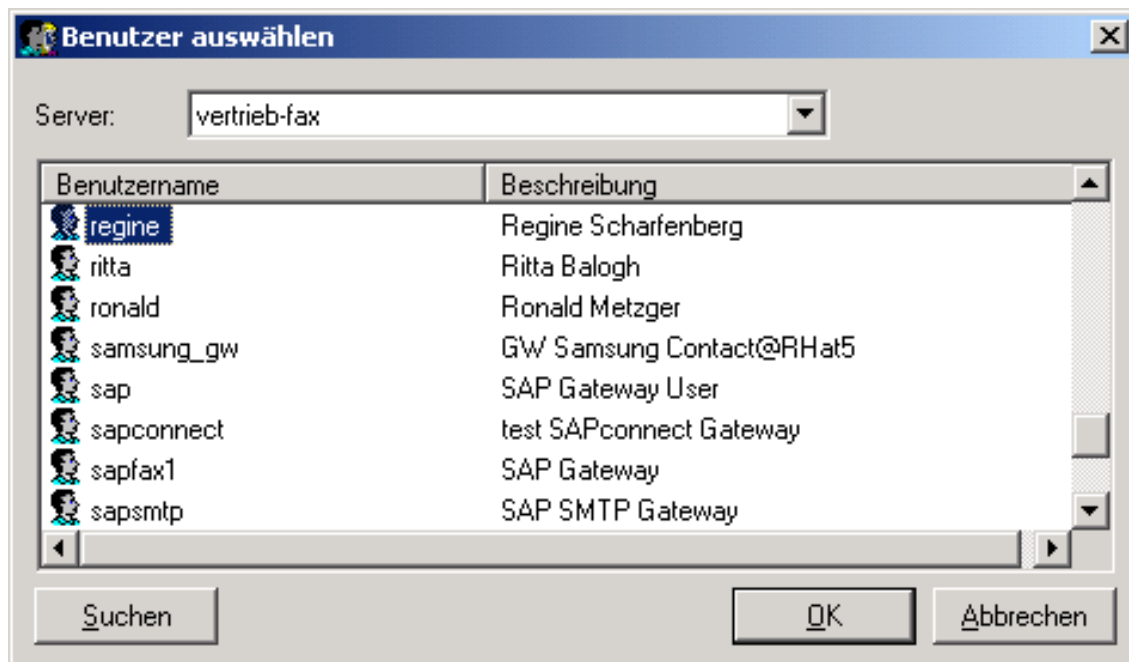 Benutzer auswählen
Server: vertrieb-fax
Benutzername Beschreibung
regine Regine Scharfenberg
ritta Ritta Balogh
ronald Ronald Metzger
samsung_gw GW Samsung Contact@RHat5
sap SAP Gateway User
sapconnect test SAPconnect Gateway
sapfax1 SAP Gateway
sapsmtp SAP SMTP Gateway
Suchen OK Abbrechen